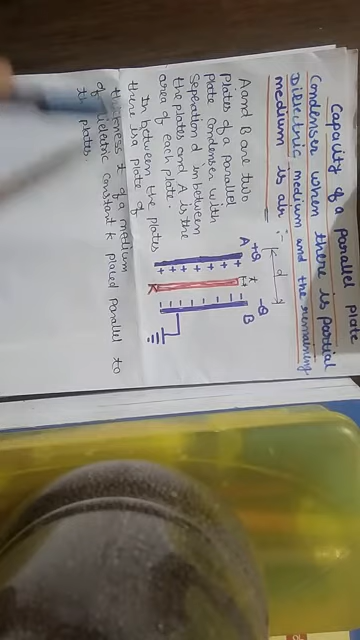 Capacity of a parallel plate
Condenser when there is partial
Dielectric medium and the remaining
medium is air :-
A and B are two
plates of a parallel
plate condenser with
Seperation d in between
the plates and A is the
area of each plate.
In between the plates
there is a plate of
thickness t of a medium
of dielectric constant k placed parallel to
the plates
d
+Q
-Q
A
t
B
K
+ + + + + + +
- - - - - - -